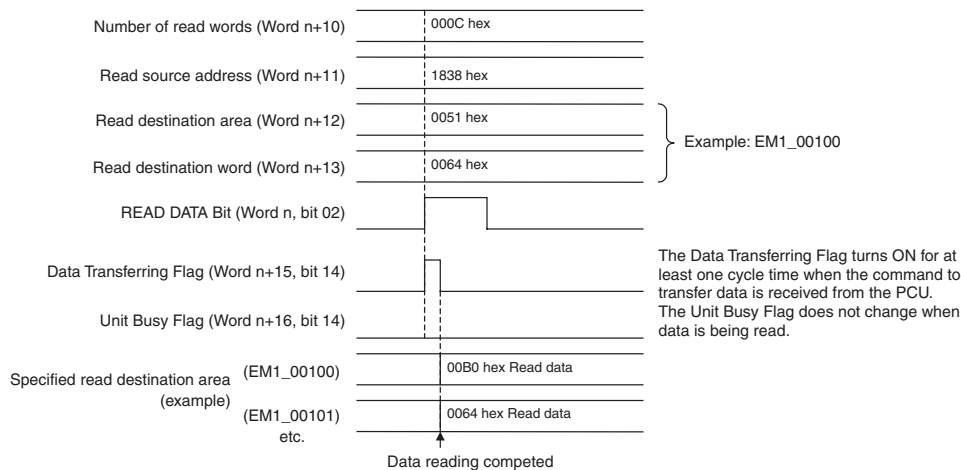 Number of read words (Word n+10)
000C hex
Read source address (Word n+11)
1838 hex
Read destination area (Word n+12)
0051 hex
Example: EM1_00100
Read destination word (Word n+13)
0064 hex
READ DATA Bit (Word n, bit 02)
Data Transferring Flag (Word n+15, bit 14)
Unit Busy Flag (Word n+16, bit 14)
The Data Transferring Flag turns ON for at
least one cycle time when the command to
transfer data is received from the PCU.
The Unit Busy Flag does not change when
data is being read.
Specified read destination area
(example)
(EM1_00100)
00B0 hex Read data
(EM1_00101)
etc.
0064 hex Read data
Data reading competed